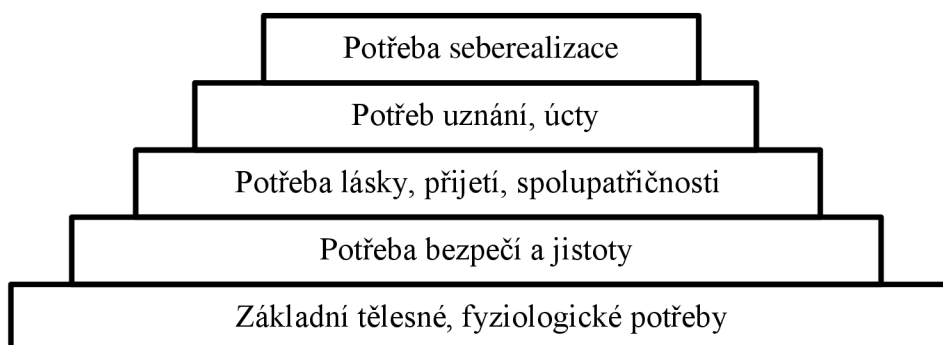 Potřeba seberealizace
Potřeb uznání, úcty
Potřeba lásky, přijetí, spolupatřičnosti
Potřeba bezpečí a jistoty
Základní tělesné, fyziologické potřeby